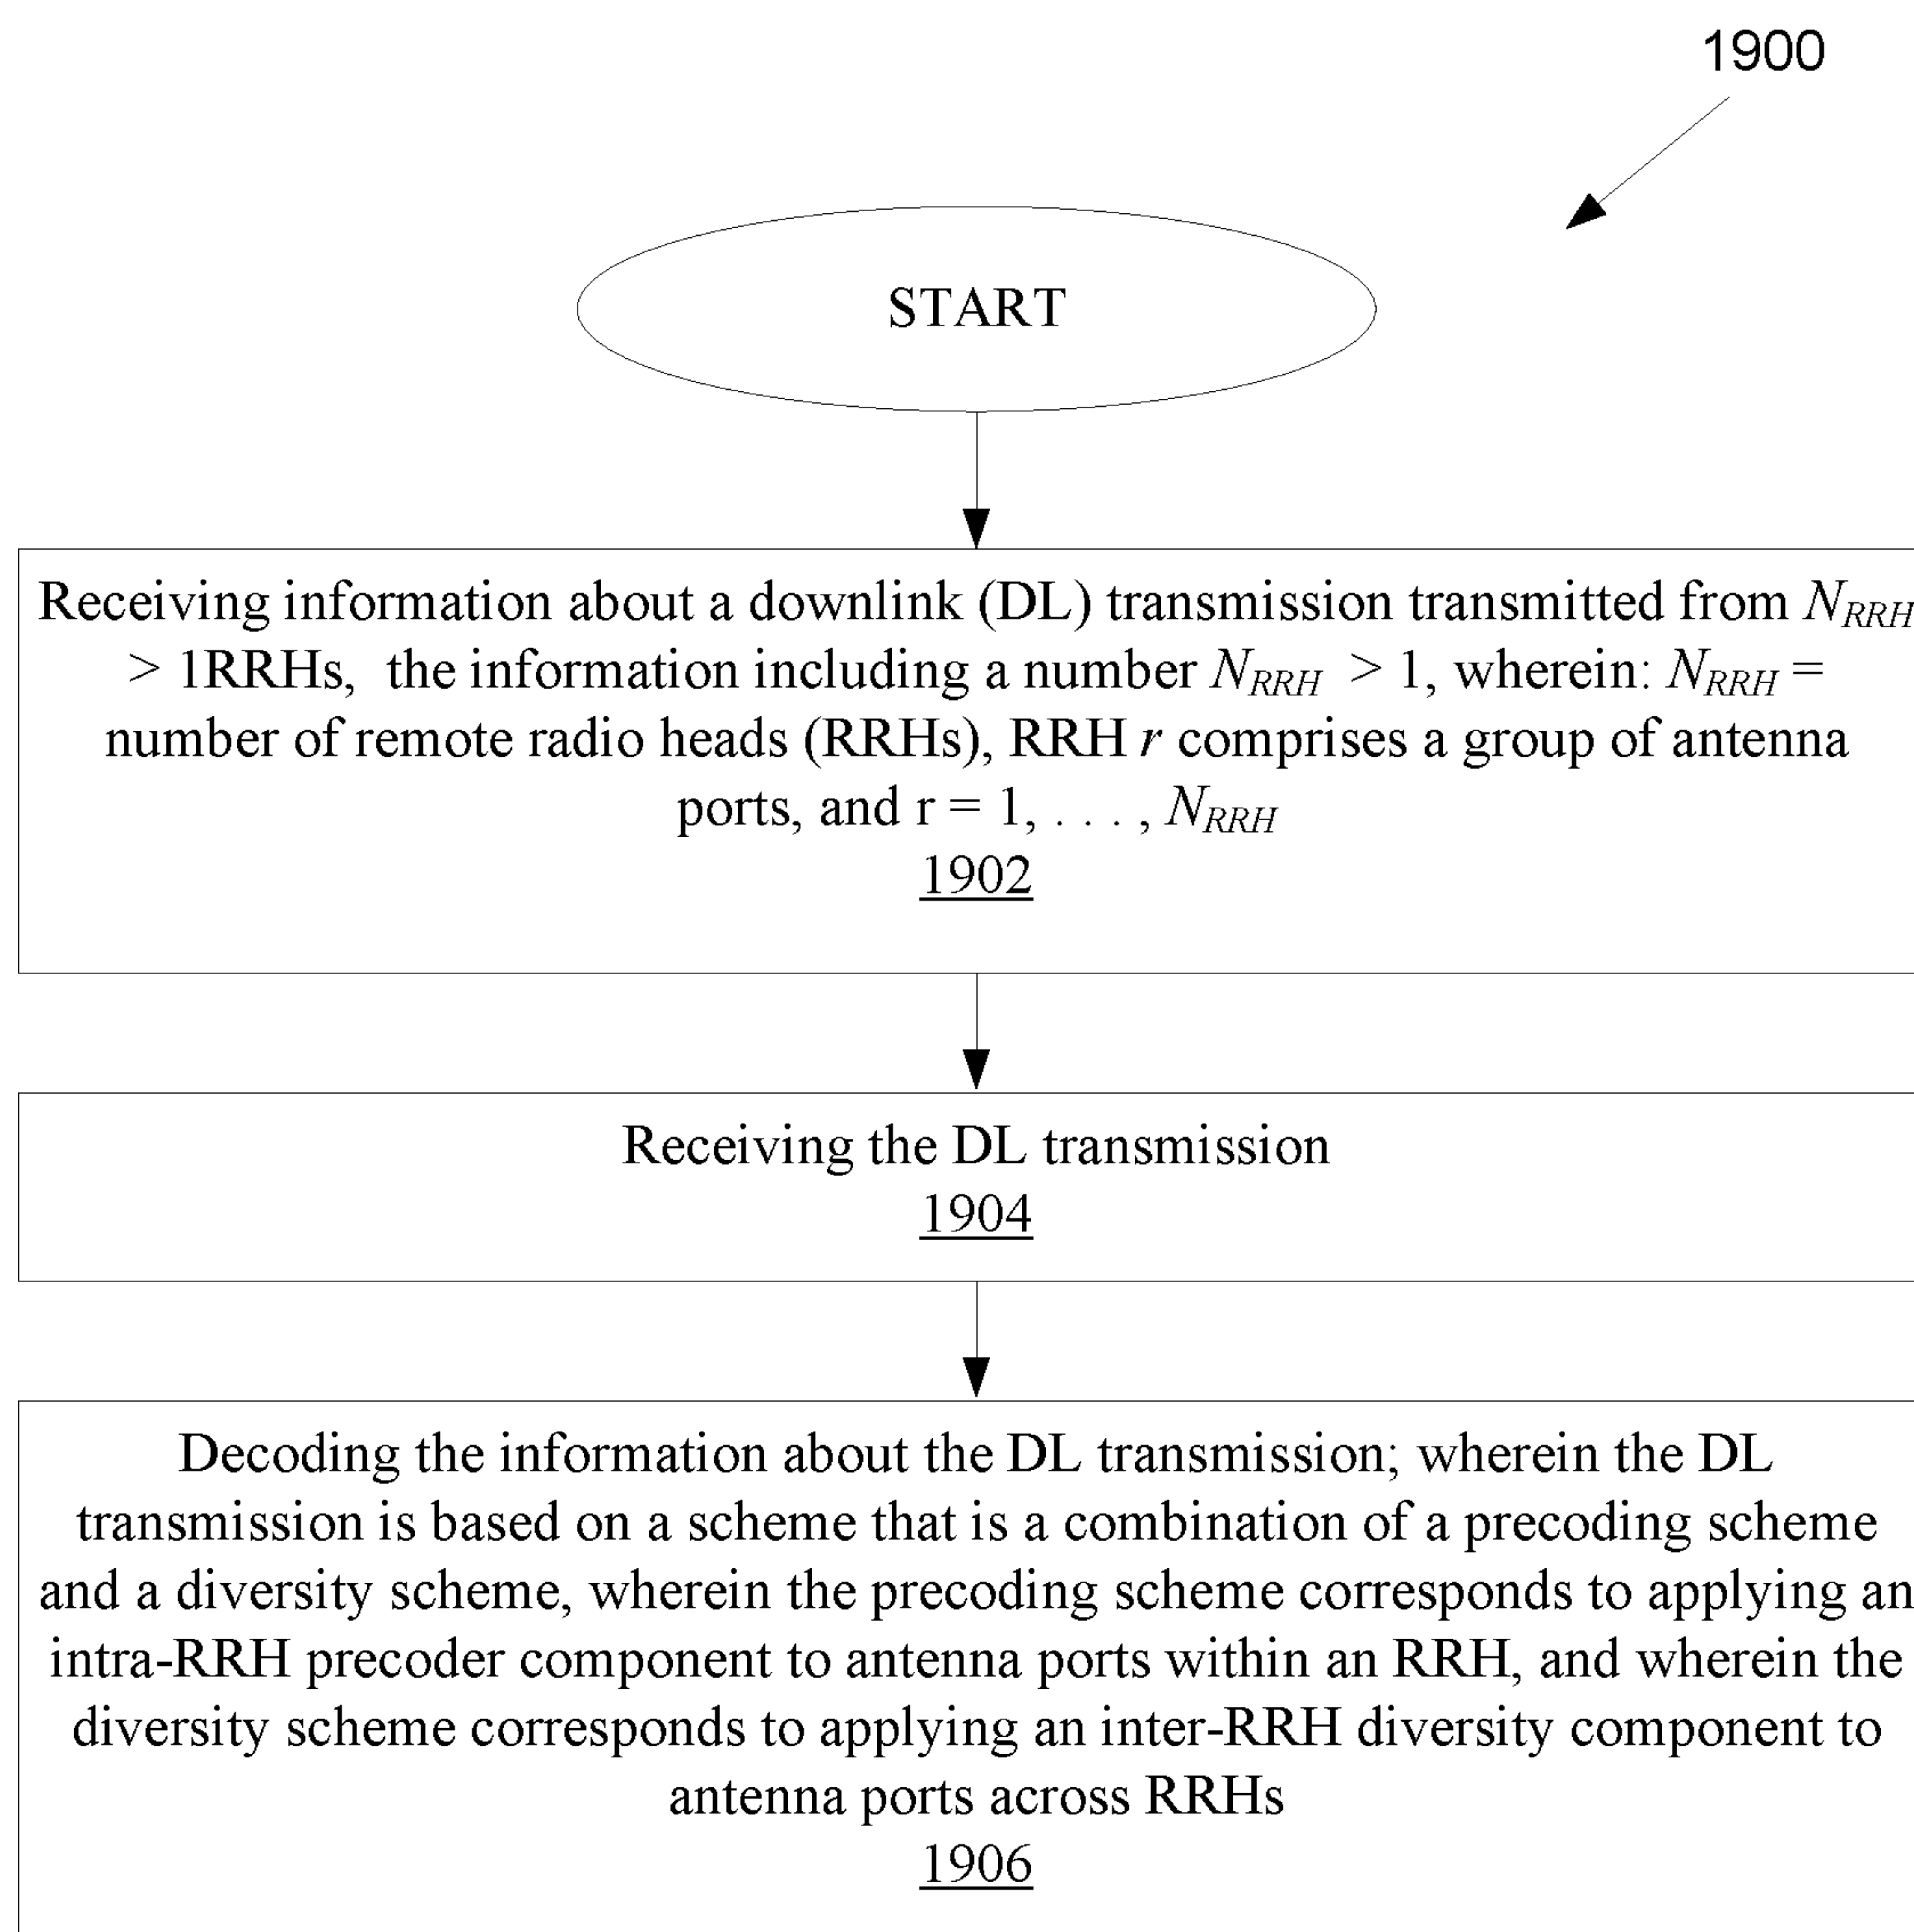 1900
START
Receiving information about a downlink (DL) transmission transmitted from N_RRH
> 1RRHs, the information including a number N_RRH > 1, wherein: N_RRH =
number of remote radio heads (RRHs), RRH r comprises a group of antenna
ports, and r = 1, . . . , N_RRH
1902
Receiving the DL transmission
1904
Decoding the information about the DL transmission; wherein the DL
transmission is based on a scheme that is a combination of a precoding scheme
and a diversity scheme, wherein the precoding scheme corresponds to applying an
intra-RRH precoder component to antenna ports within an RRH, and wherein the
diversity scheme corresponds to applying an inter-RRH diversity component to
antenna ports across RRHs
1906